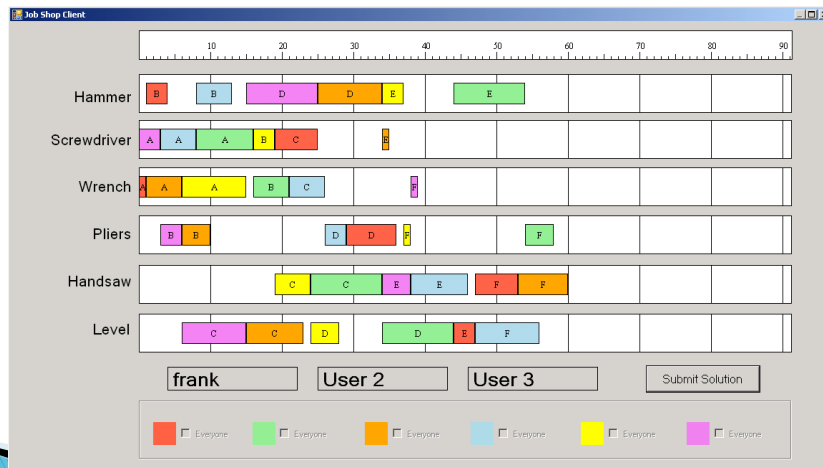 Job Shop Client
10 20 30 40 50 60 70 80 90
Hammer B B D D E E
Screwdriver A A A B C E
Wrench A A A B C F
Pliers B B D D F F
Handsaw C C E E F F
Level C C D D E F
frank User 2 User 3 Submit Solution
Everyone Everyone Everyone Everyone Everyone Everyone